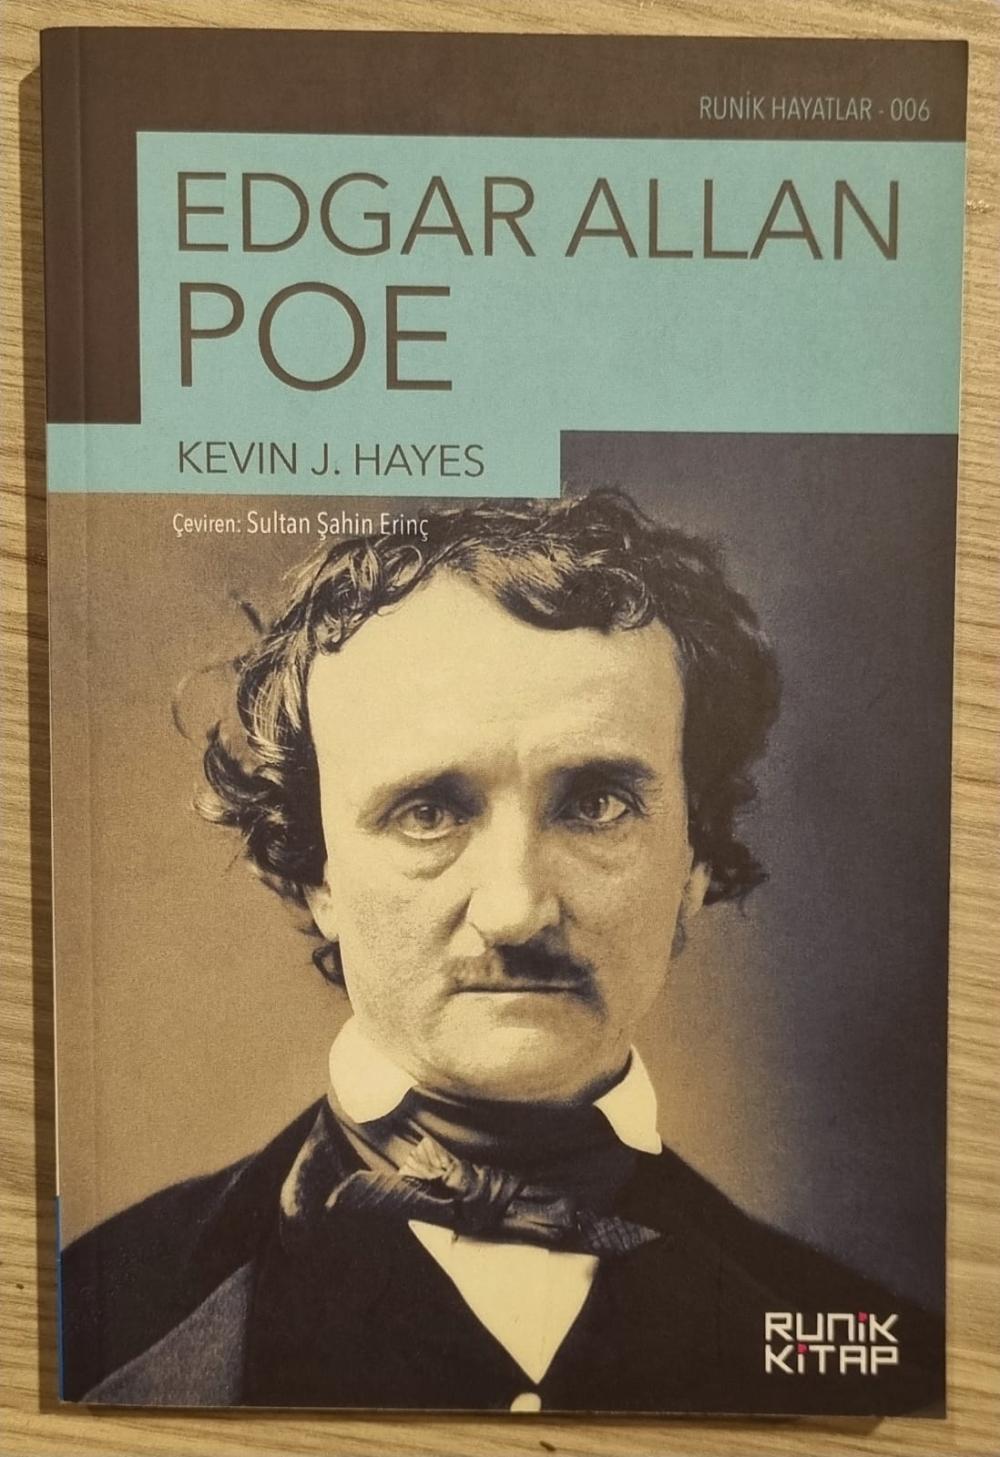 RUNİK HAYATLAR - 006
EDGAR ALLAN
POE
KEVIN J. HAYES
Çeviren: Sultan Şahin Erinç
RUNİK
KİTAP